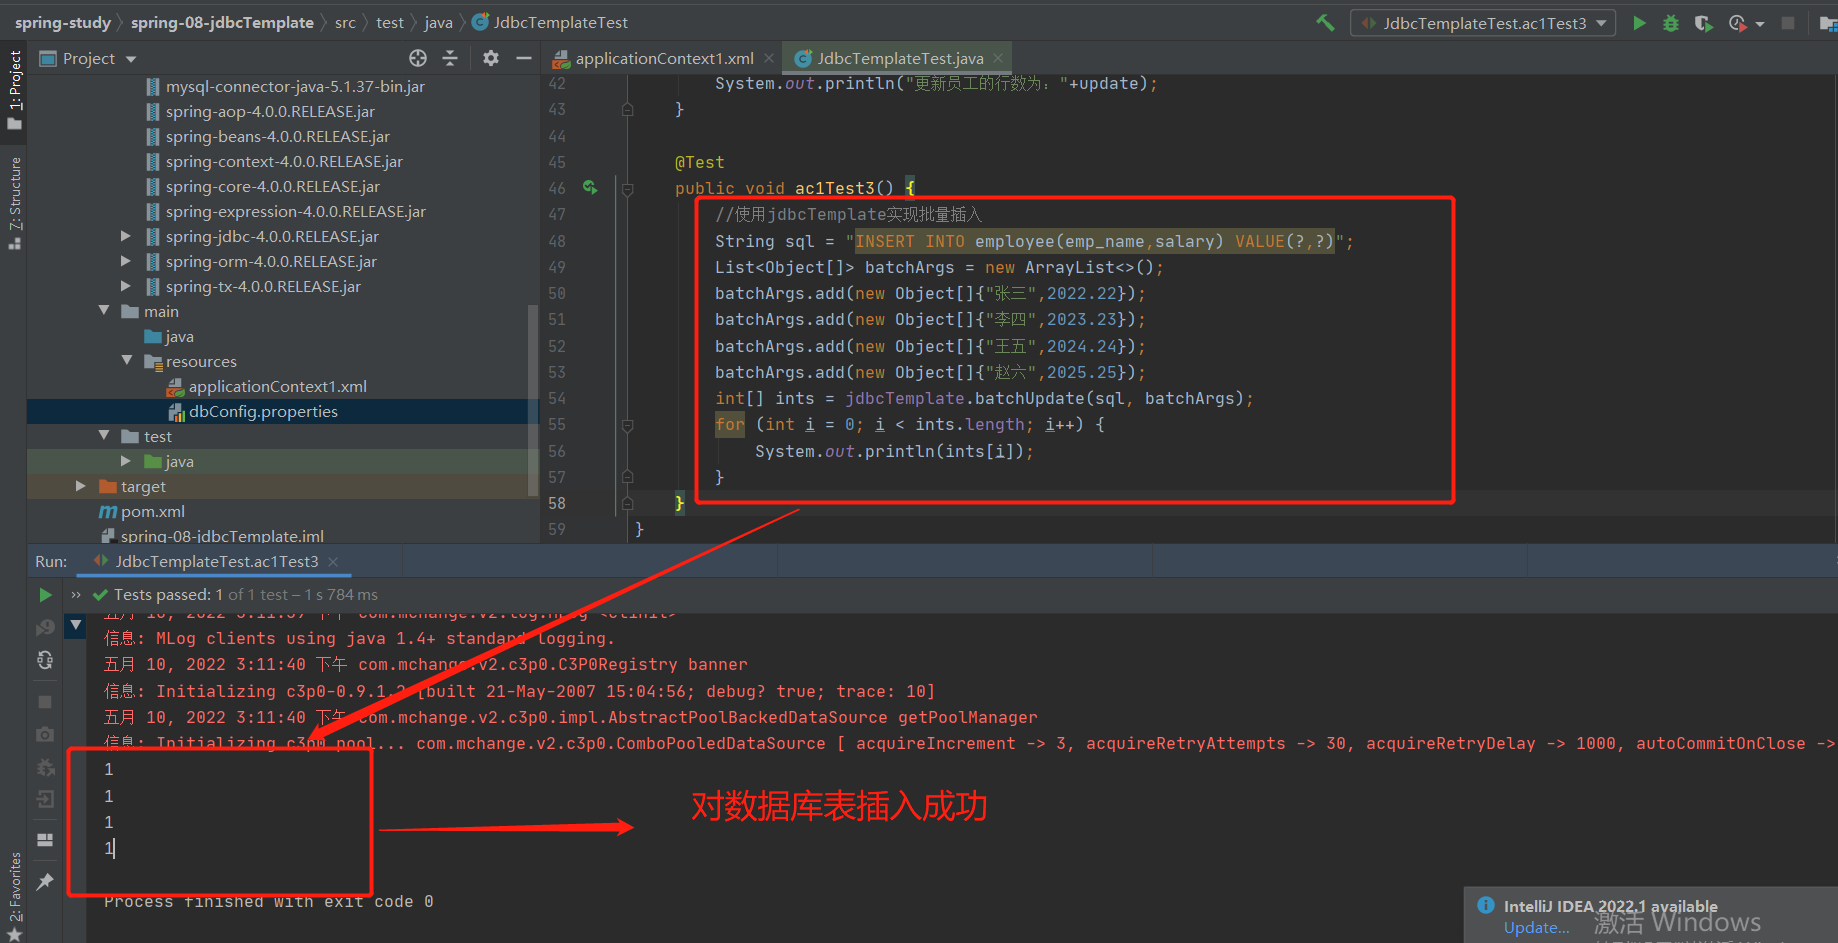 spring-study 〉 spring-08-jdbcTemplate 〉 src 〉 test 〉 java 〉 JdbcTemplateTest
JdbcTemplateTest.ac1Test3
1: Project
7: Structure
2: Favorites
Project
mysql-connector-java-5.1.37-bin.jar
spring-aop-4.0.0.RELEASE.jar
spring-beans-4.0.0.RELEASE.jar
spring-context-4.0.0.RELEASE.jar
spring-core-4.0.0.RELEASE.jar
spring-expression-4.0.0.RELEASE.jar
spring-jdbc-4.0.0.RELEASE.jar
spring-orm-4.0.0.RELEASE.jar
spring-tx-4.0.0.RELEASE.jar
main
java
resources
applicationContext1.xml
dbConfig.properties
test
java
target
pom.xml
spring-08-jdbcTemplate.iml
applicationContext1.xml
JdbcTemplateTest.java
42 System.out.println("更新员工的行数为: "+update);
43 }
44
45 @Test
46 public void ac1Test3() {
47 //使用jdbcTemplate实现批量插入
48 String sql = "INSERT INTO employee(emp_name,salary) VALUE(?,?)";
49 List<Object[]> batchArgs = new ArrayList<>();
50 batchArgs.add(new Object[]{"张三",2022.22});
51 batchArgs.add(new Object[]{"李四",2023.23});
52 batchArgs.add(new Object[]{"王五",2024.24});
53 batchArgs.add(new Object[]{"赵六",2025.25});
54 int[] ints = jdbcTemplate.batchUpdate(sql, batchArgs);
55 for (int i = 0; i < ints.length; i++) {
56 System.out.println(ints[i]);
57 }
58 }
59 }
Run: JdbcTemplateTest.ac1Test3
Tests passed: 1 of 1 test – 1 s 784 ms
五月 10, 2022 3:11:39 下午 com.mchange.v2.log.MLog <clinit>
信息: MLog clients using java 1.4+ standard logging.
五月 10, 2022 3:11:40 下午 com.mchange.v2.c3p0.C3P0Registry banner
信息: Initializing c3p0-0.9.1.2 [built 21-May-2007 15:04:56; debug? true; trace: 10]
五月 10, 2022 3:11:40 下午 com.mchange.v2.c3p0.impl.AbstractPoolBackedDataSource getPoolManager
信息: Initializing c3p0 pool... com.mchange.v2.c3p0.ComboPooledDataSource [ acquireIncrement -> 3, acquireRetryAttempts -> 30, acquireRetryDelay -> 1000, autoCommitOnClose ->
1
1
1
1
对数据库表插入成功
Process finished with exit code 0
IntelliJ IDEA 2022.1 available
Update...
激活 Windows